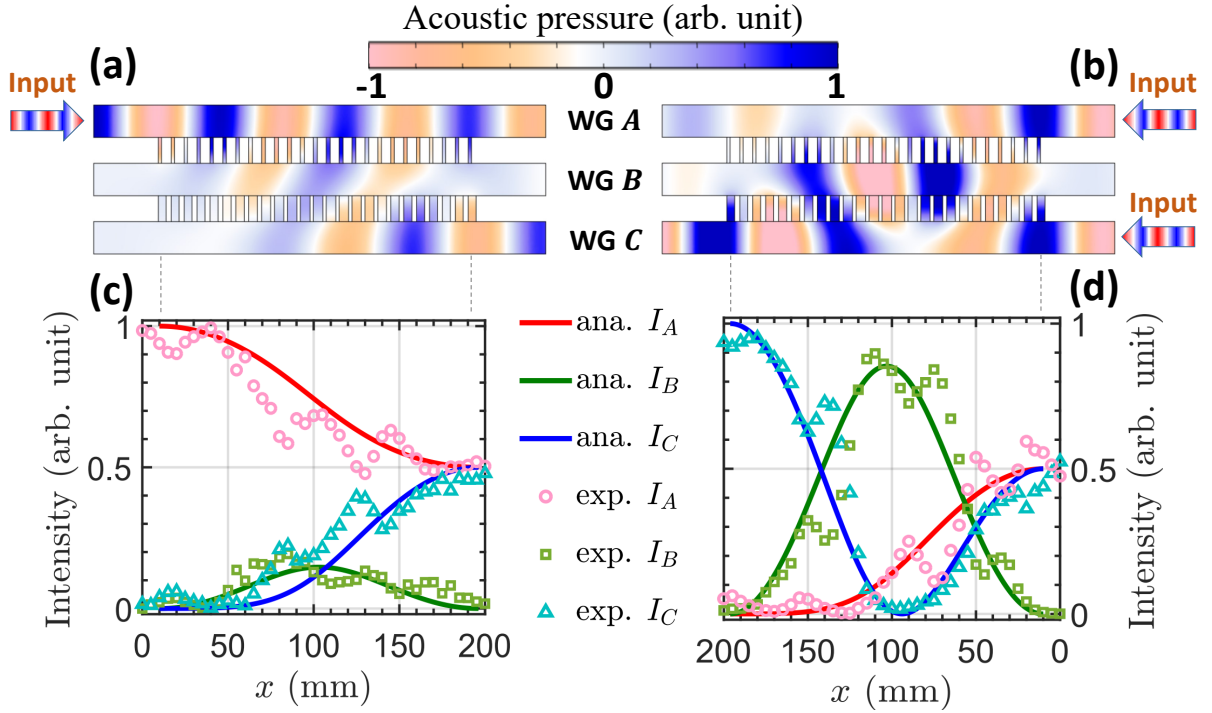 Acoustic pressure (arb. unit)
-1 0 1
(a)
Input
WG A
WG B
WG C
(b)
Input
Input
(c)
Intensity (arb. unit)
1
0.5
0
0 50 100 150 200
x (mm)
ana. I_A
ana. I_B
ana. I_C
exp. I_A
exp. I_B
exp. I_C
(d)
Intensity (arb. unit)
1
0.5
0
200 150 100 50 0
x (mm)